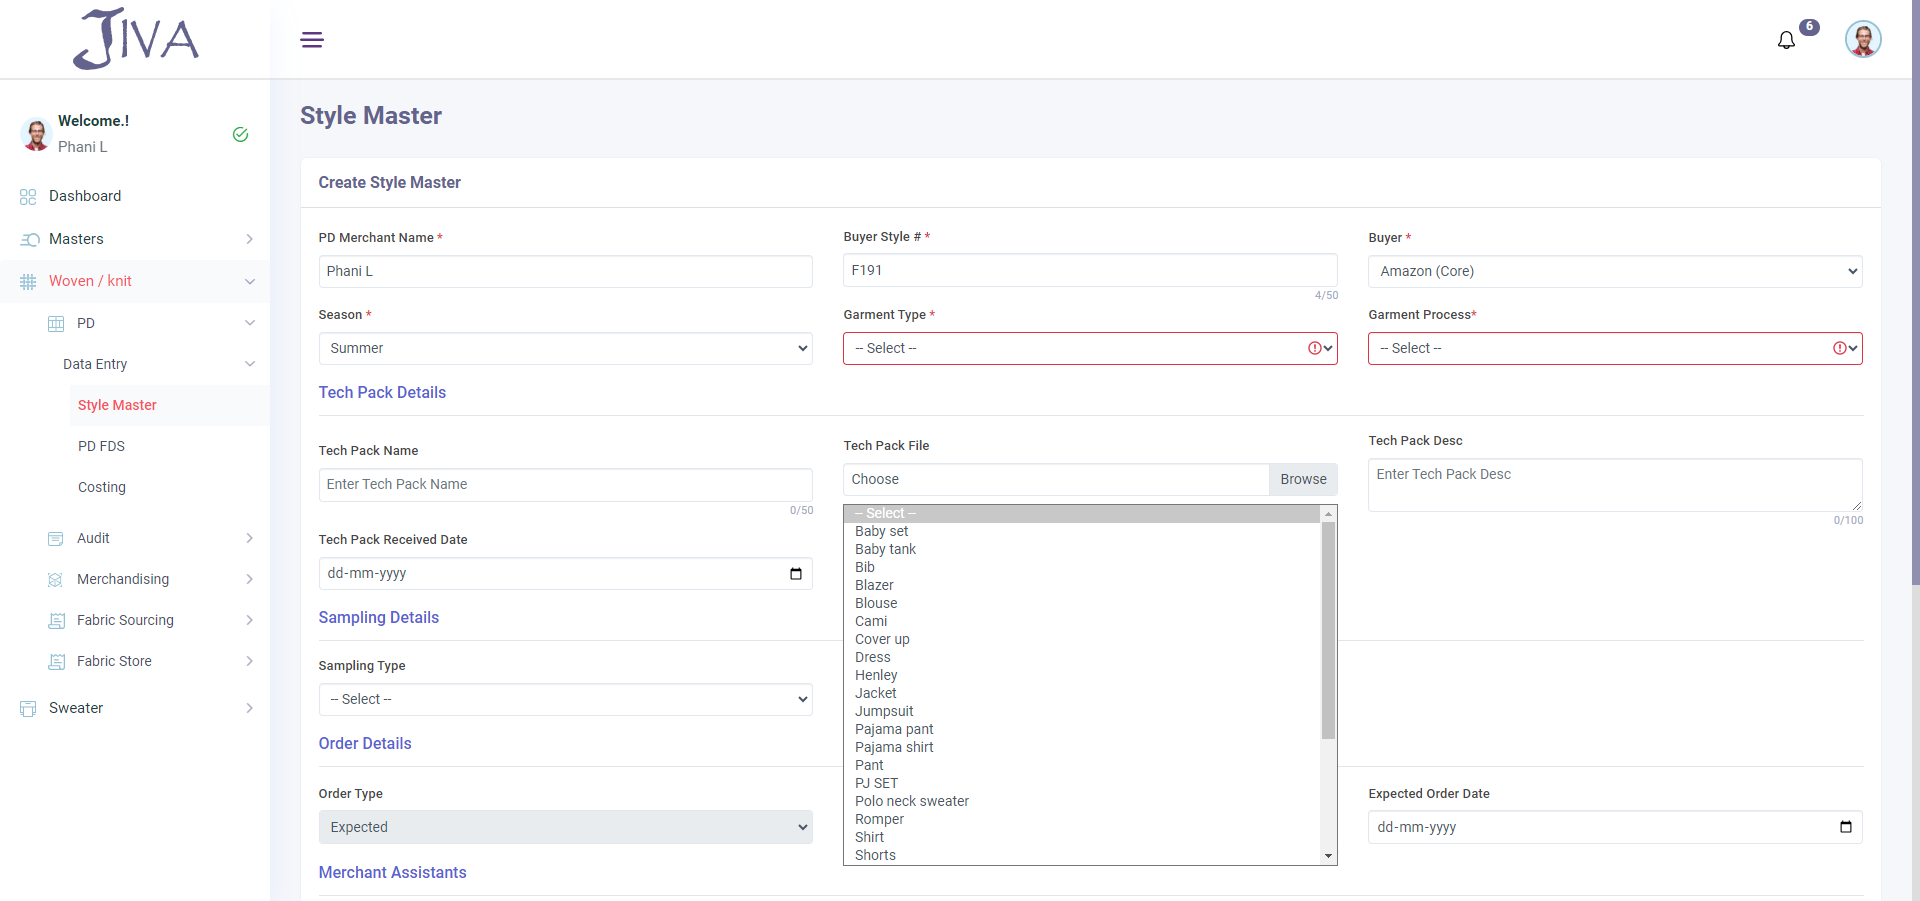 JIVA
6
Welcome.!
Phani L
Dashboard
Masters
Woven / knit
PD
Data Entry
Style Master
PD FDS
Costing
Audit
Merchandising
Fabric Sourcing
Fabric Store
Sweater
Style Master
Create Style Master
PD Merchant Name *
Buyer Style # *
Buyer *
Phani L
F191
Amazon (Core)
4/50
Season *
Garment Type *
Garment Process*
Summer
-- Select --
-- Select --
Tech Pack Details
Tech Pack Name
Tech Pack File
Tech Pack Desc
Enter Tech Pack Name
Choose
Browse
Enter Tech Pack Desc
0/50
0/100
Tech Pack Received Date
dd-mm-yyyy
-- Select --
Baby set
Baby tank
Bib
Blazer
Blouse
Cami
Cover up
Dress
Henley
Jacket
Jumpsuit
Pajama pant
Pajama shirt
Pant
PJ SET
Polo neck sweater
Romper
Shirt
Shorts
Sampling Details
Sampling Type
-- Select --
Order Details
Order Type
Expected Order Date
Expected
dd-mm-yyyy
Merchant Assistants